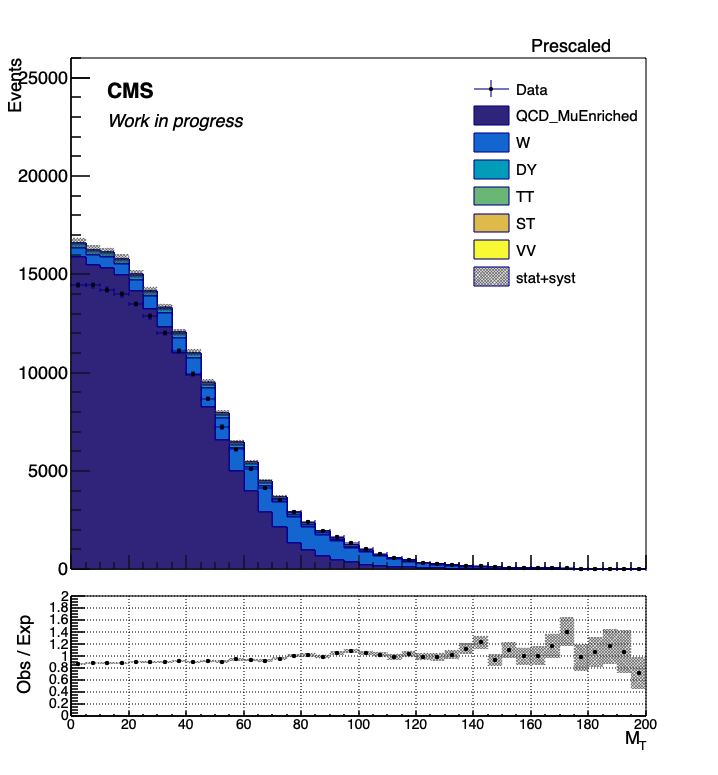 Prescaled
Events
25000
20000
15000
10000
5000
0
CMS
Work in progress
Data
QCD_MuEnriched
W
DY
TT
ST
VV
stat+syst
Obs / Exp
2
1.8
1.6
1.4
1.2
1
0.8
0.6
0.4
0.2
0
0 20 40 60 80 100 120 140 160 180 200
M_T